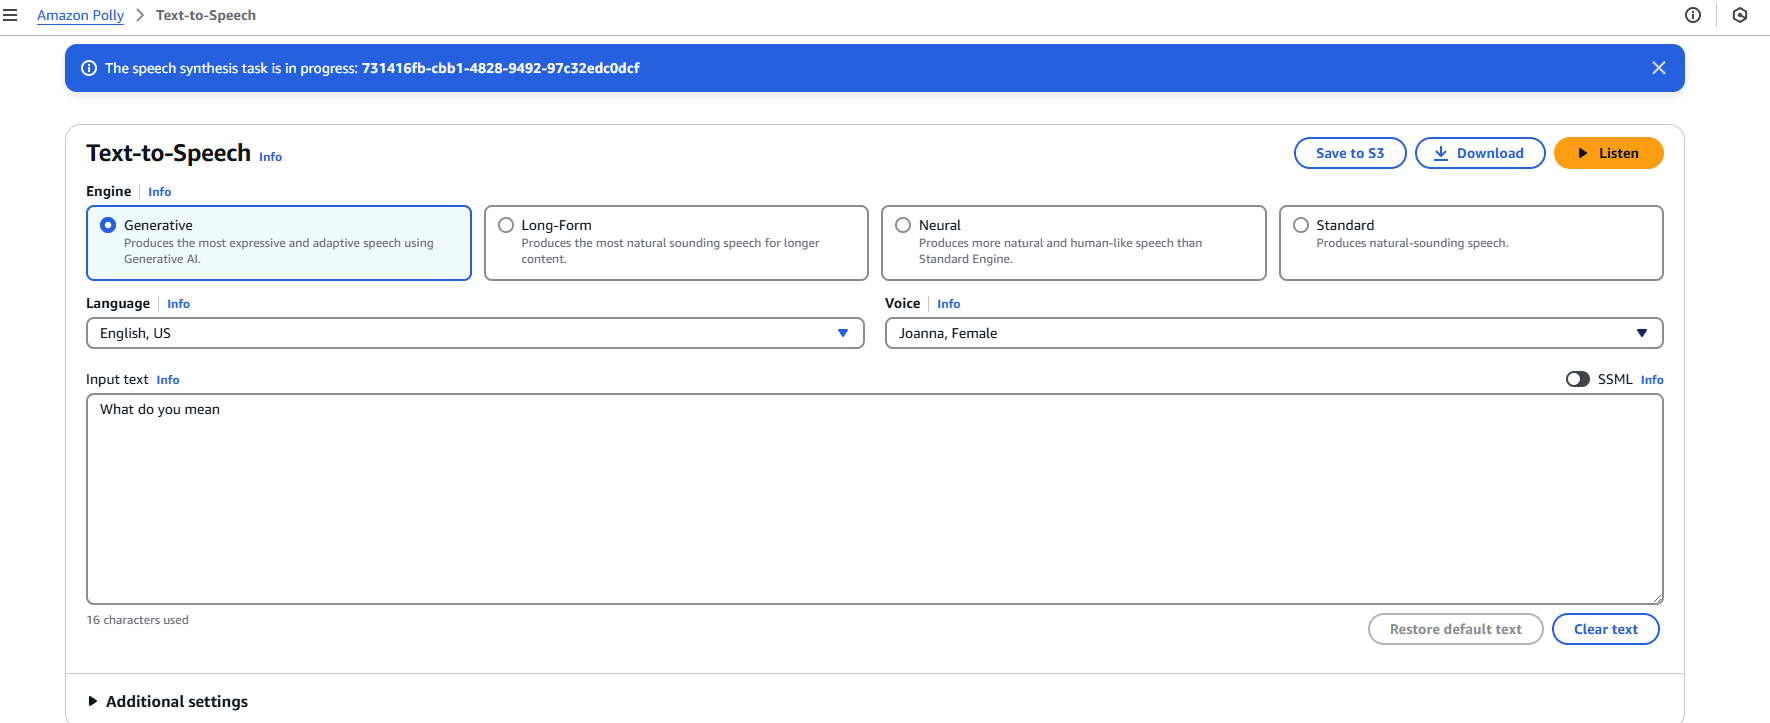 Amazon Polly > Text-to-Speech
The speech synthesis task is in progress: 731416fb-cbb1-4828-9492-97c32edc0dcf
Text-to-Speech Info
Save to S3
Download
Listen
Engine Info
Generative
Produces the most expressive and adaptive speech using
Generative AI.
Long-Form
Produces the most natural sounding speech for longer
content.
Neural
Produces more natural and human-like speech than
Standard Engine.
Standard
Produces natural-sounding speech.
Language Info
English, US
Voice Info
Joanna, Female
Input text Info
SSML Info
What do you mean
16 characters used
Restore default text
Clear text
Additional settings